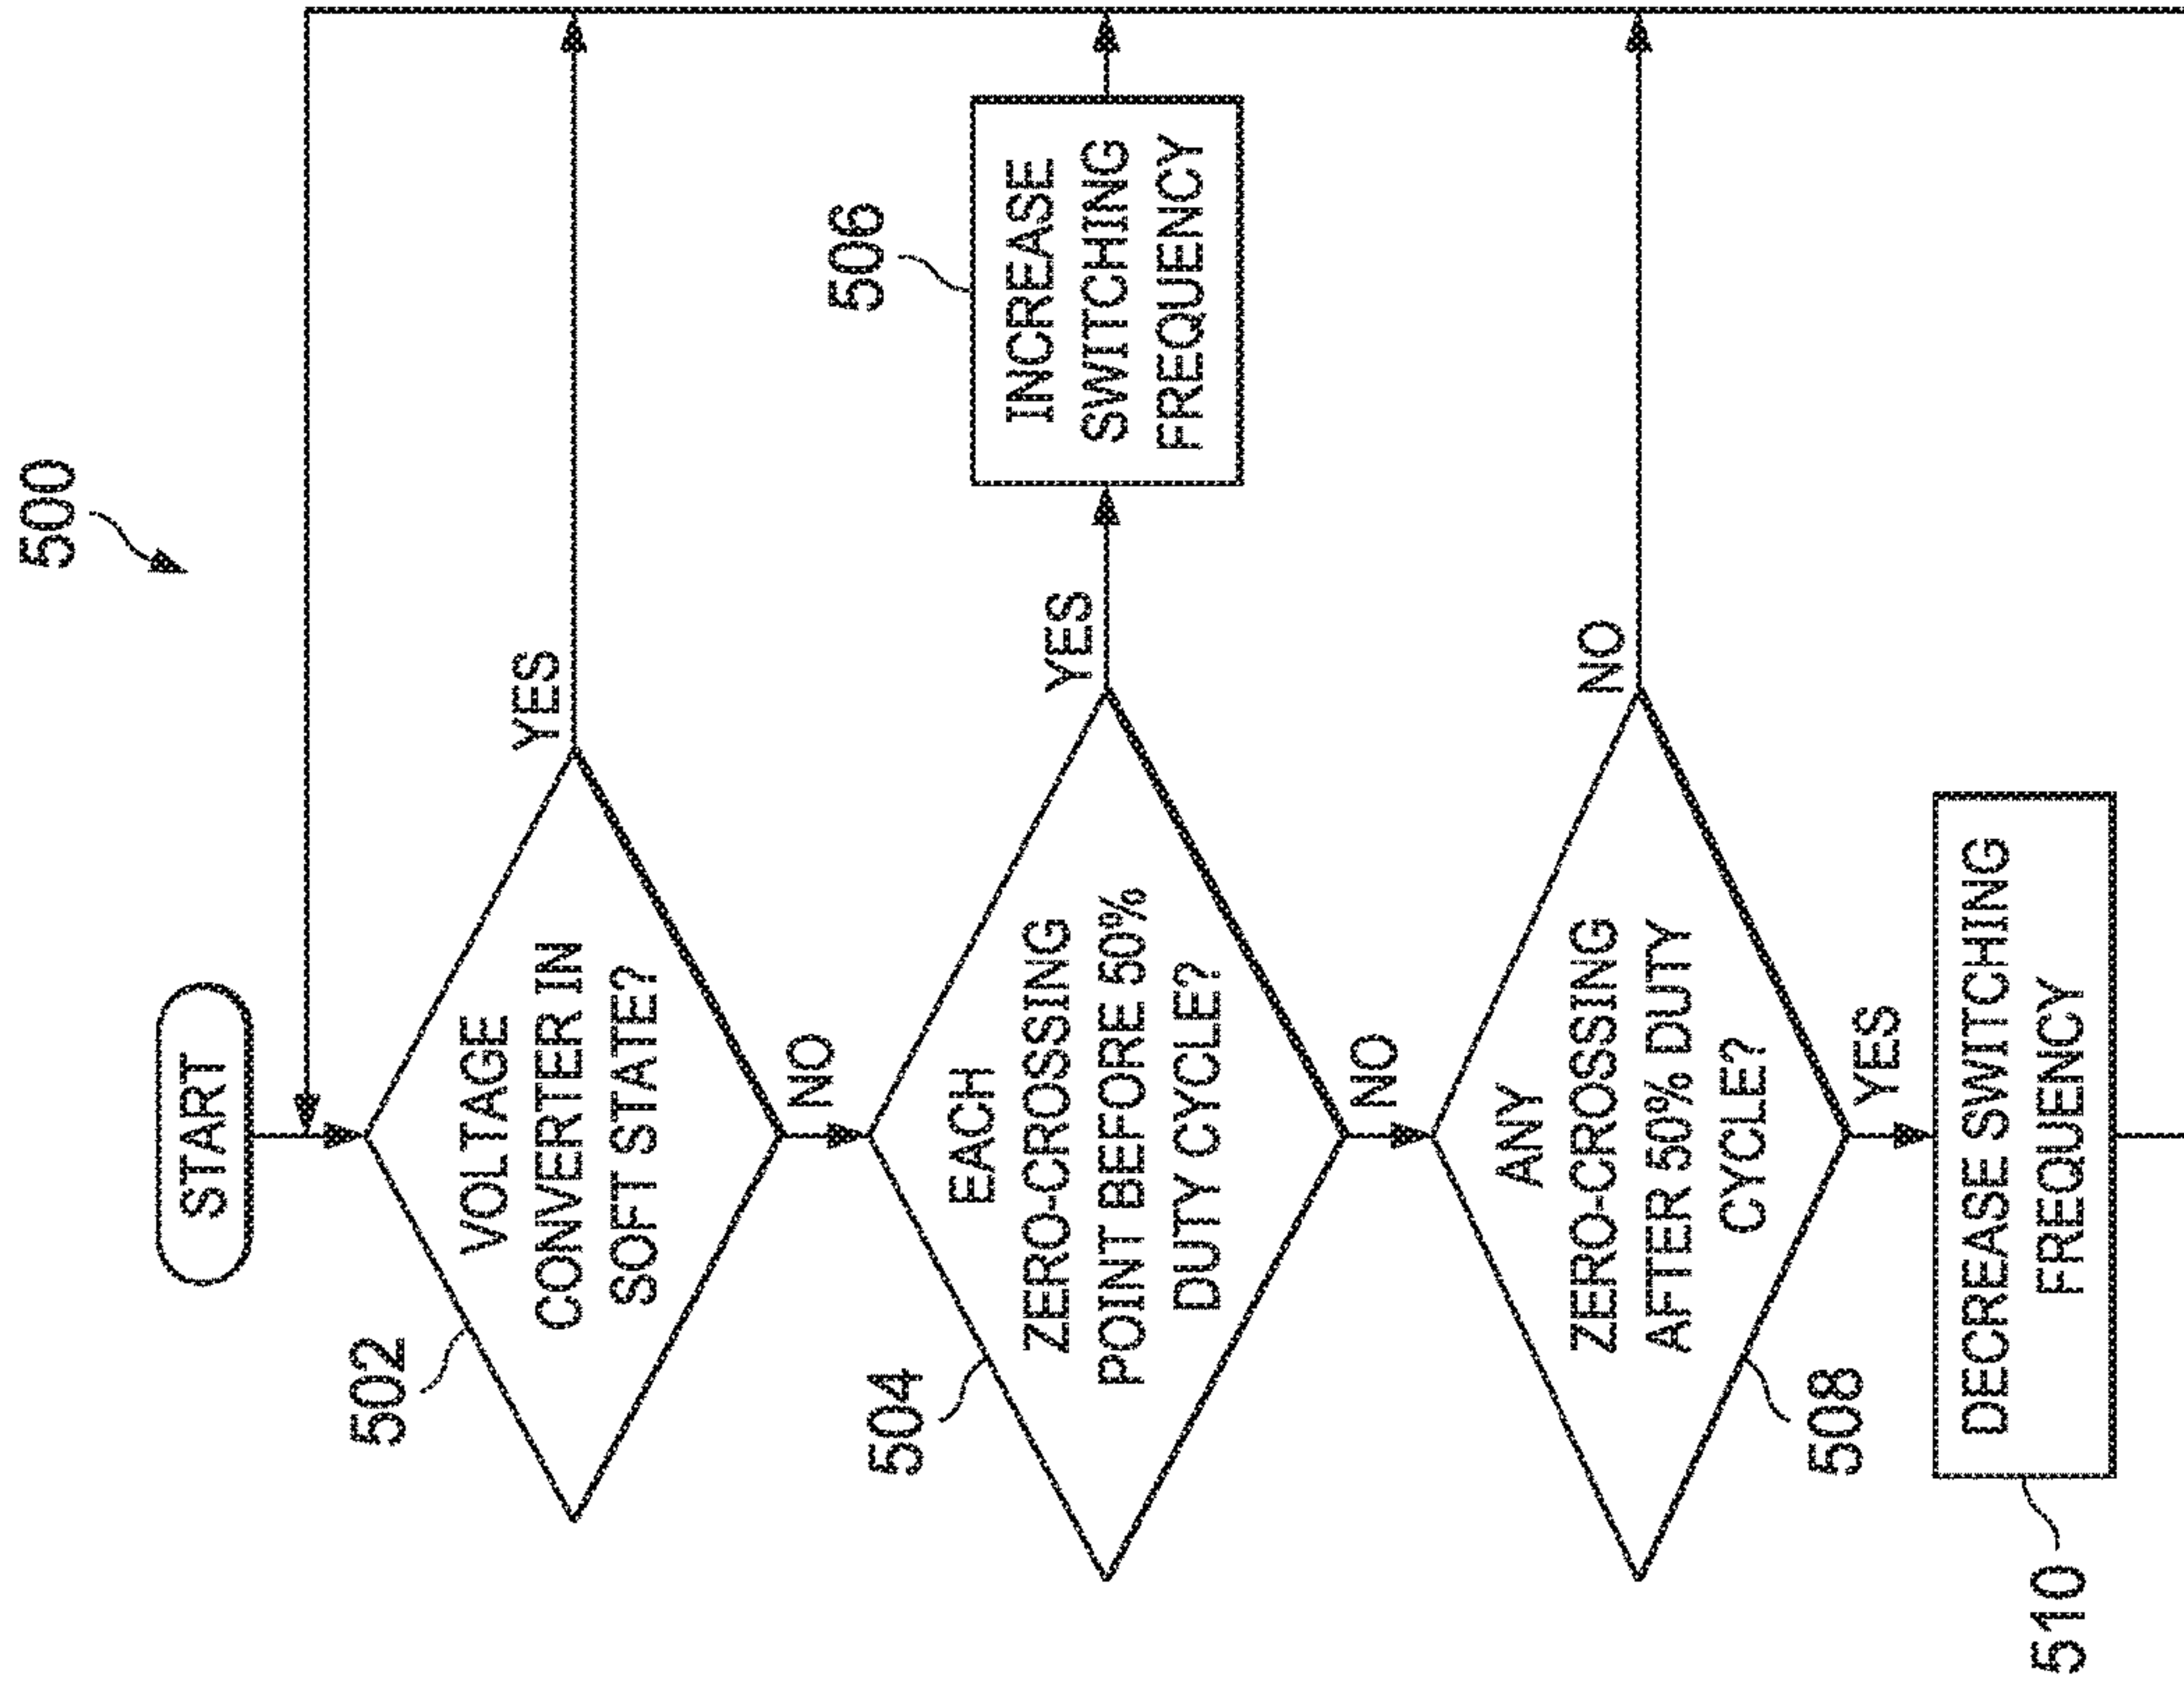 500
START
502
VOLTAGE
CONVERTER IN
SOFT STATE?
YES
NO
504
EACH
ZERO-CROSSING
POINT BEFORE 50%
DUTY CYCLE?
YES
506
INCREASE
SWITCHING
FREQUENCY
NO
ANY
ZERO-CROSSING
AFTER 50% DUTY
CYCLE?
NO
508
YES
DECREASE SWITCHING
FREQUENCY
510